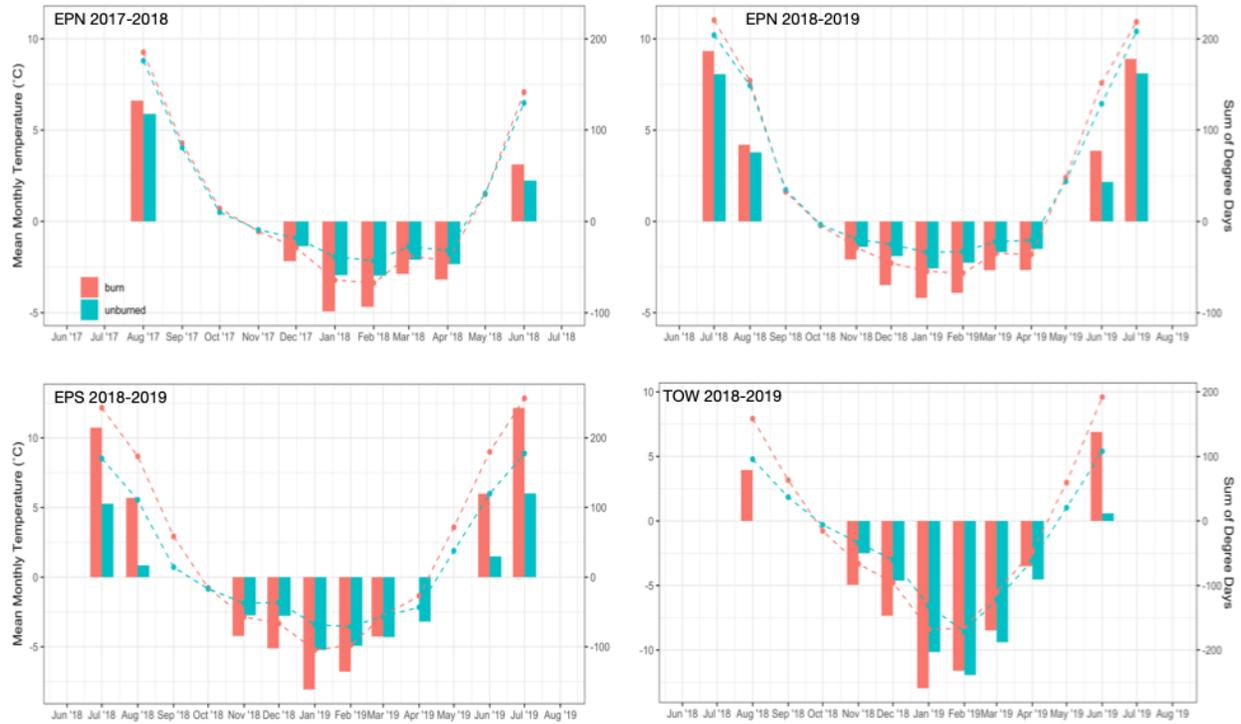 EPN 2017-2018
EPN 2018-2019
Mean Monthly Temperature (˚C)
10
5
0
-5
200
100
0
-100
burn
unburned
Jun '17 Jul '17 Aug '17 Sep '17 Oct '17 Nov '17 Dec '17 Jan '18 Feb '18 Mar '18 Apr '18 May '18 Jun '18 Jul '18
10
5
0
-5
200
100
0
-100
Sum of Degree Days
Jun '18 Jul '18 Aug '18 Sep '18 Oct '18 Nov '18 Dec '18 Jan '19 Feb '19 Mar '19 Apr '19 May '19 Jun '19 Jul '19 Aug '19
EPS 2018-2019
TOW 2018-2019
Mean Monthly Temperature (˚C)
10
5
0
-5
200
100
0
-100
Jun '18 Jul '18 Aug '18 Sep '18 Oct '18 Nov '18 Dec '18 Jan '19 Feb '19 Mar '19 Apr '19 May '19 Jun '19 Jul '19 Aug '19
10
5
0
-5
-10
200
100
0
-100
-200
Sum of Degree Days
Jun '18 Jul '18 Aug '18 Sep '18 Oct '18 Nov '18 Dec '18 Jan '19 Feb '19 Mar '19 Apr '19 May '19 Jun '19 Jul '19 Aug '19